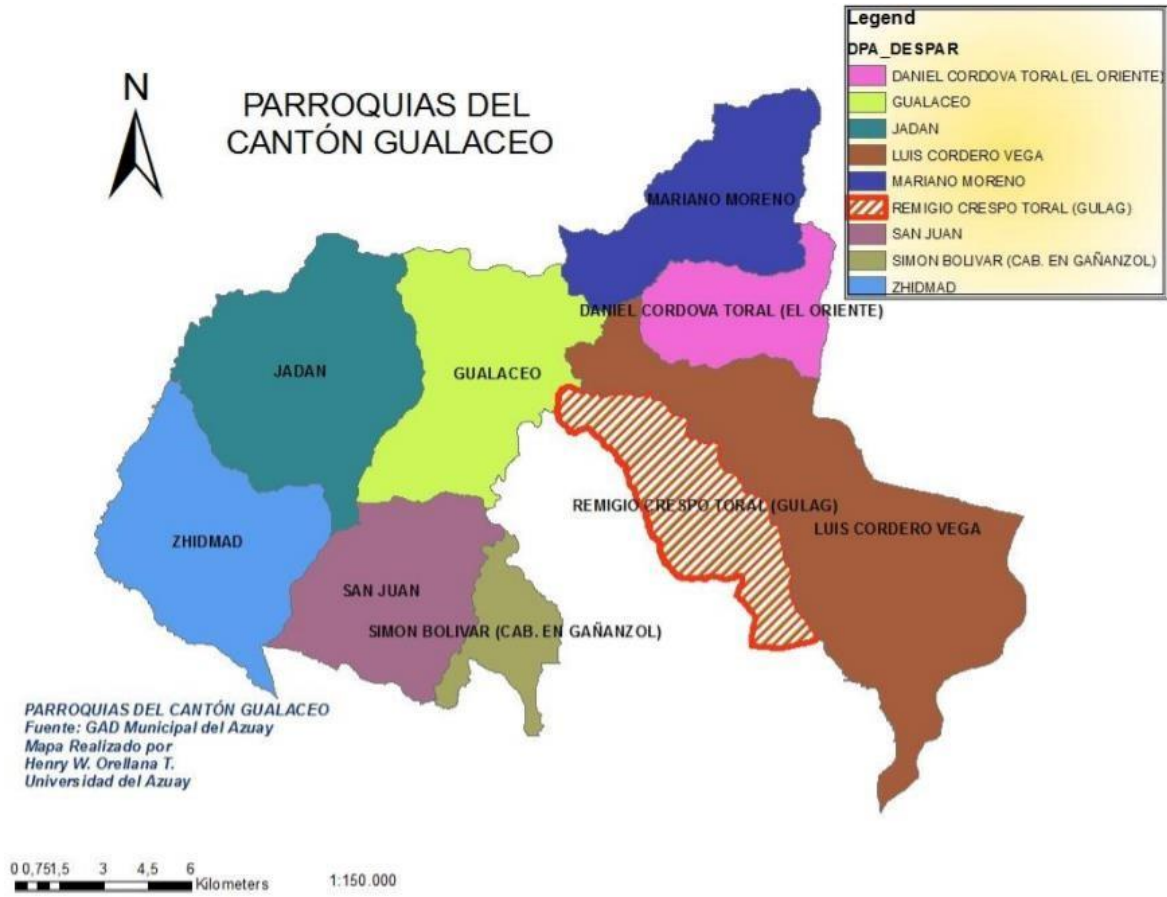 Legend
DPA_DESPAR
DANIEL CORDOVA TORAL (EL ORIENTE)
GUALACEO
JADAN
LUIS CORDERO VEGA
MARIANO MORENO
REMIGIO CRESPO TORAL (GULAG)
SAN JUAN
SIMON BOLIVAR (CAB. EN GAÑANZOL)
ZHIDMAD
N
PARROQUIAS DEL
CANTÓN GUALACEO
MARIANO MORENO
DANIEL CORDOVA TORAL (EL ORIENTE)
JADAN
GUALACEO
REMIGIO CRESPO TORAL (GULAG)
LUIS CORDERO VEGA
ZHIDMAD
SAN JUAN
SIMON BOLIVAR (CAB. EN GAÑANZOL)
PARROQUIAS DEL CANTÓN GUALACEO
Fuente: GAD Municipal del Azuay
Mapa Realizado por
Henry W. Orellana T.
Universidad del Azuay
0 0,751,5 3 4,5 6
Kilometers
1:150.000